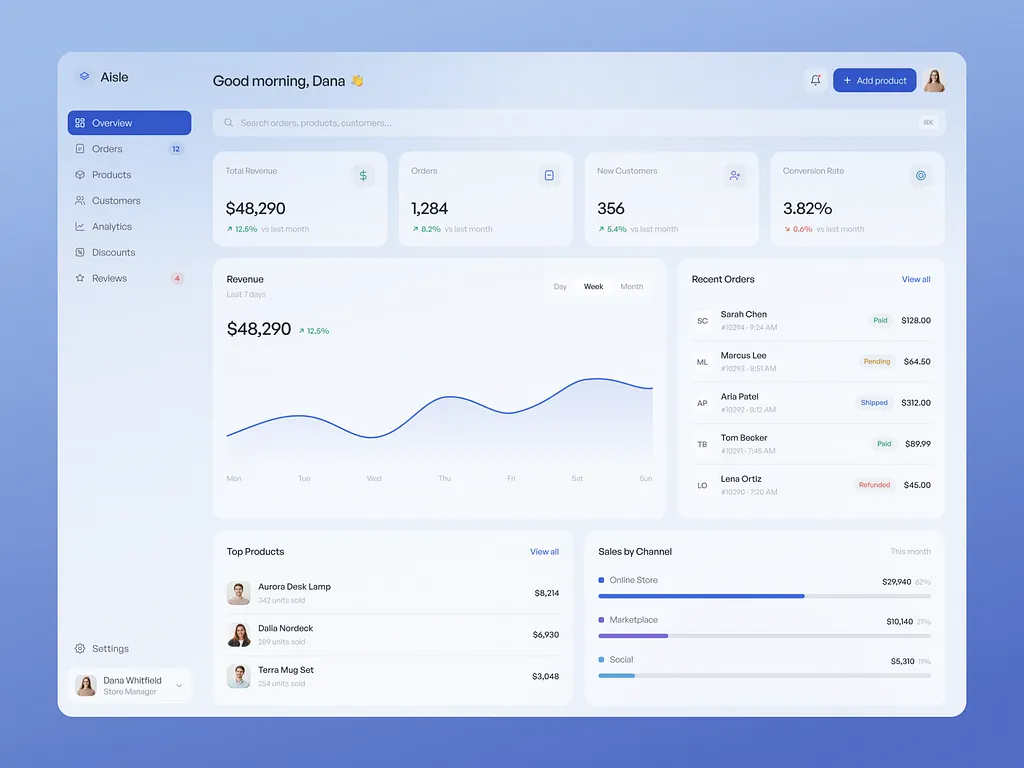 Aisle
Good morning, Dana 👋
Add product
Overview
Orders 12
Products
Customers
Analytics
Discounts
Reviews 4
Settings
Dana Whitfield
Store Manager
Search orders, products, customers...
⌘K
Total Revenue
$
$48,290
12.5% vs last month
Orders
1,284
8.2% vs last month
New Customers
356
5.4% vs last month
Conversion Rate
3.82%
0.6% vs last month
Revenue
Last 7 days
Day Week Month
$48,290 12.5%
Mon Tue Wed Thu Fri Sat Sun
Recent Orders View all
SC Sarah Chen Paid $128.00
#10294 · 9:24 AM
ML Marcus Lee Pending $64.50
#10293 · 8:51 AM
AP Aria Patel Shipped $312.00
#10292 · 8:12 AM
TB Tom Becker Paid $89.99
#10291 · 7:45 AM
LO Lena Ortiz Refunded $45.00
#10290 · 7:20 AM
Top Products View all
Aurora Desk Lamp $8,214
342 units sold
Dalia Nordeck $6,930
289 units sold
Terra Mug Set $3,048
254 units sold
Sales by Channel This month
Online Store $29,940 62%
Marketplace $10,140 21%
Social $5,310 11%